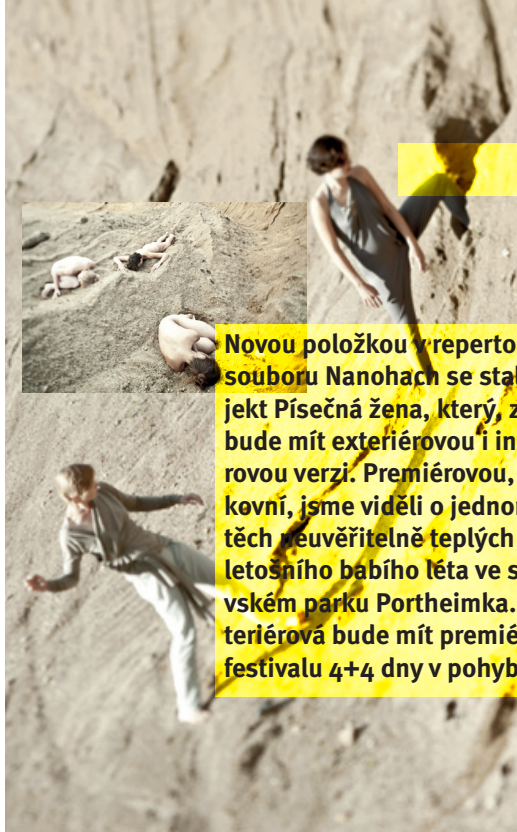 Novou položkou v reperto
souboru Nanohach se stal
jekt Písečná žena, který, z
bude mít exteriérovou i in
rovou verzi. Premiérovou,
kovní, jsme viděli o jednom
těch neuvěřitelně teplých
letošního babího léta ve s
vském parku Portheimka.
teriérová bude mít premié
festivalu 4+4 dny v pohyb